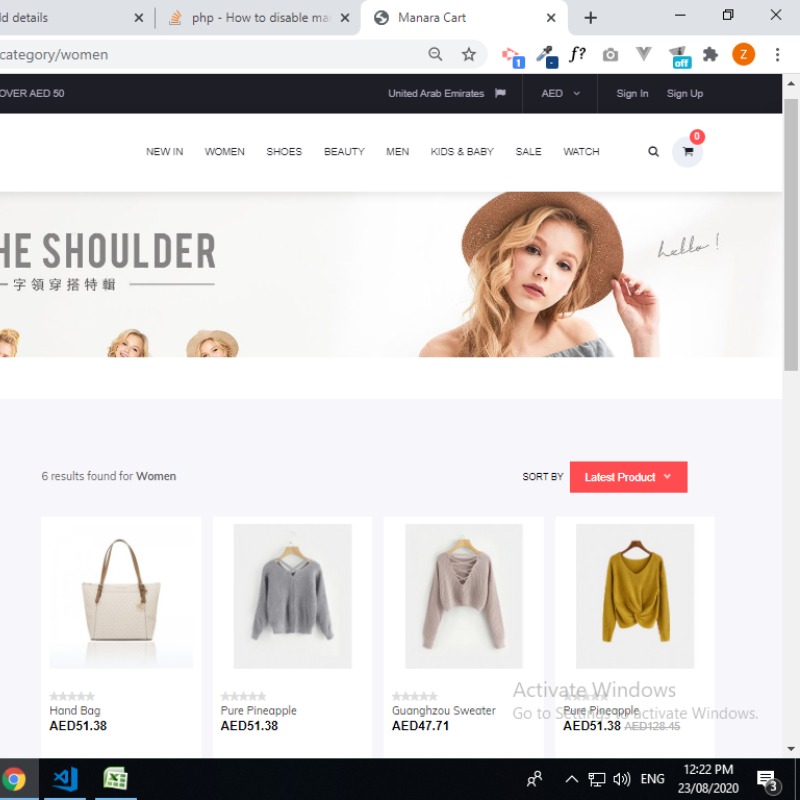 ld details
php - How to disable ma
Manara Cart
category/women
1
f?
off
Z
OVER AED 50
United Arab Emirates
AED
Sign In
Sign Up
NEW IN
WOMEN
SHOES
BEAUTY
MEN
KIDS & BABY
SALE
WATCH
0
HE SHOULDER
一字領穿搭特輯
hello !
6 results found for Women
SORT BY
Latest Product
Hand Bag
AED51.38
Pure Pineapple
AED51.38
Guanghzou Sweater
AED47.71
Pure Pineapple
AED51.38 AED128.45
Activate Windows
Go to Settings to activate Windows.
ENG
12:22 PM
23/08/2020
3